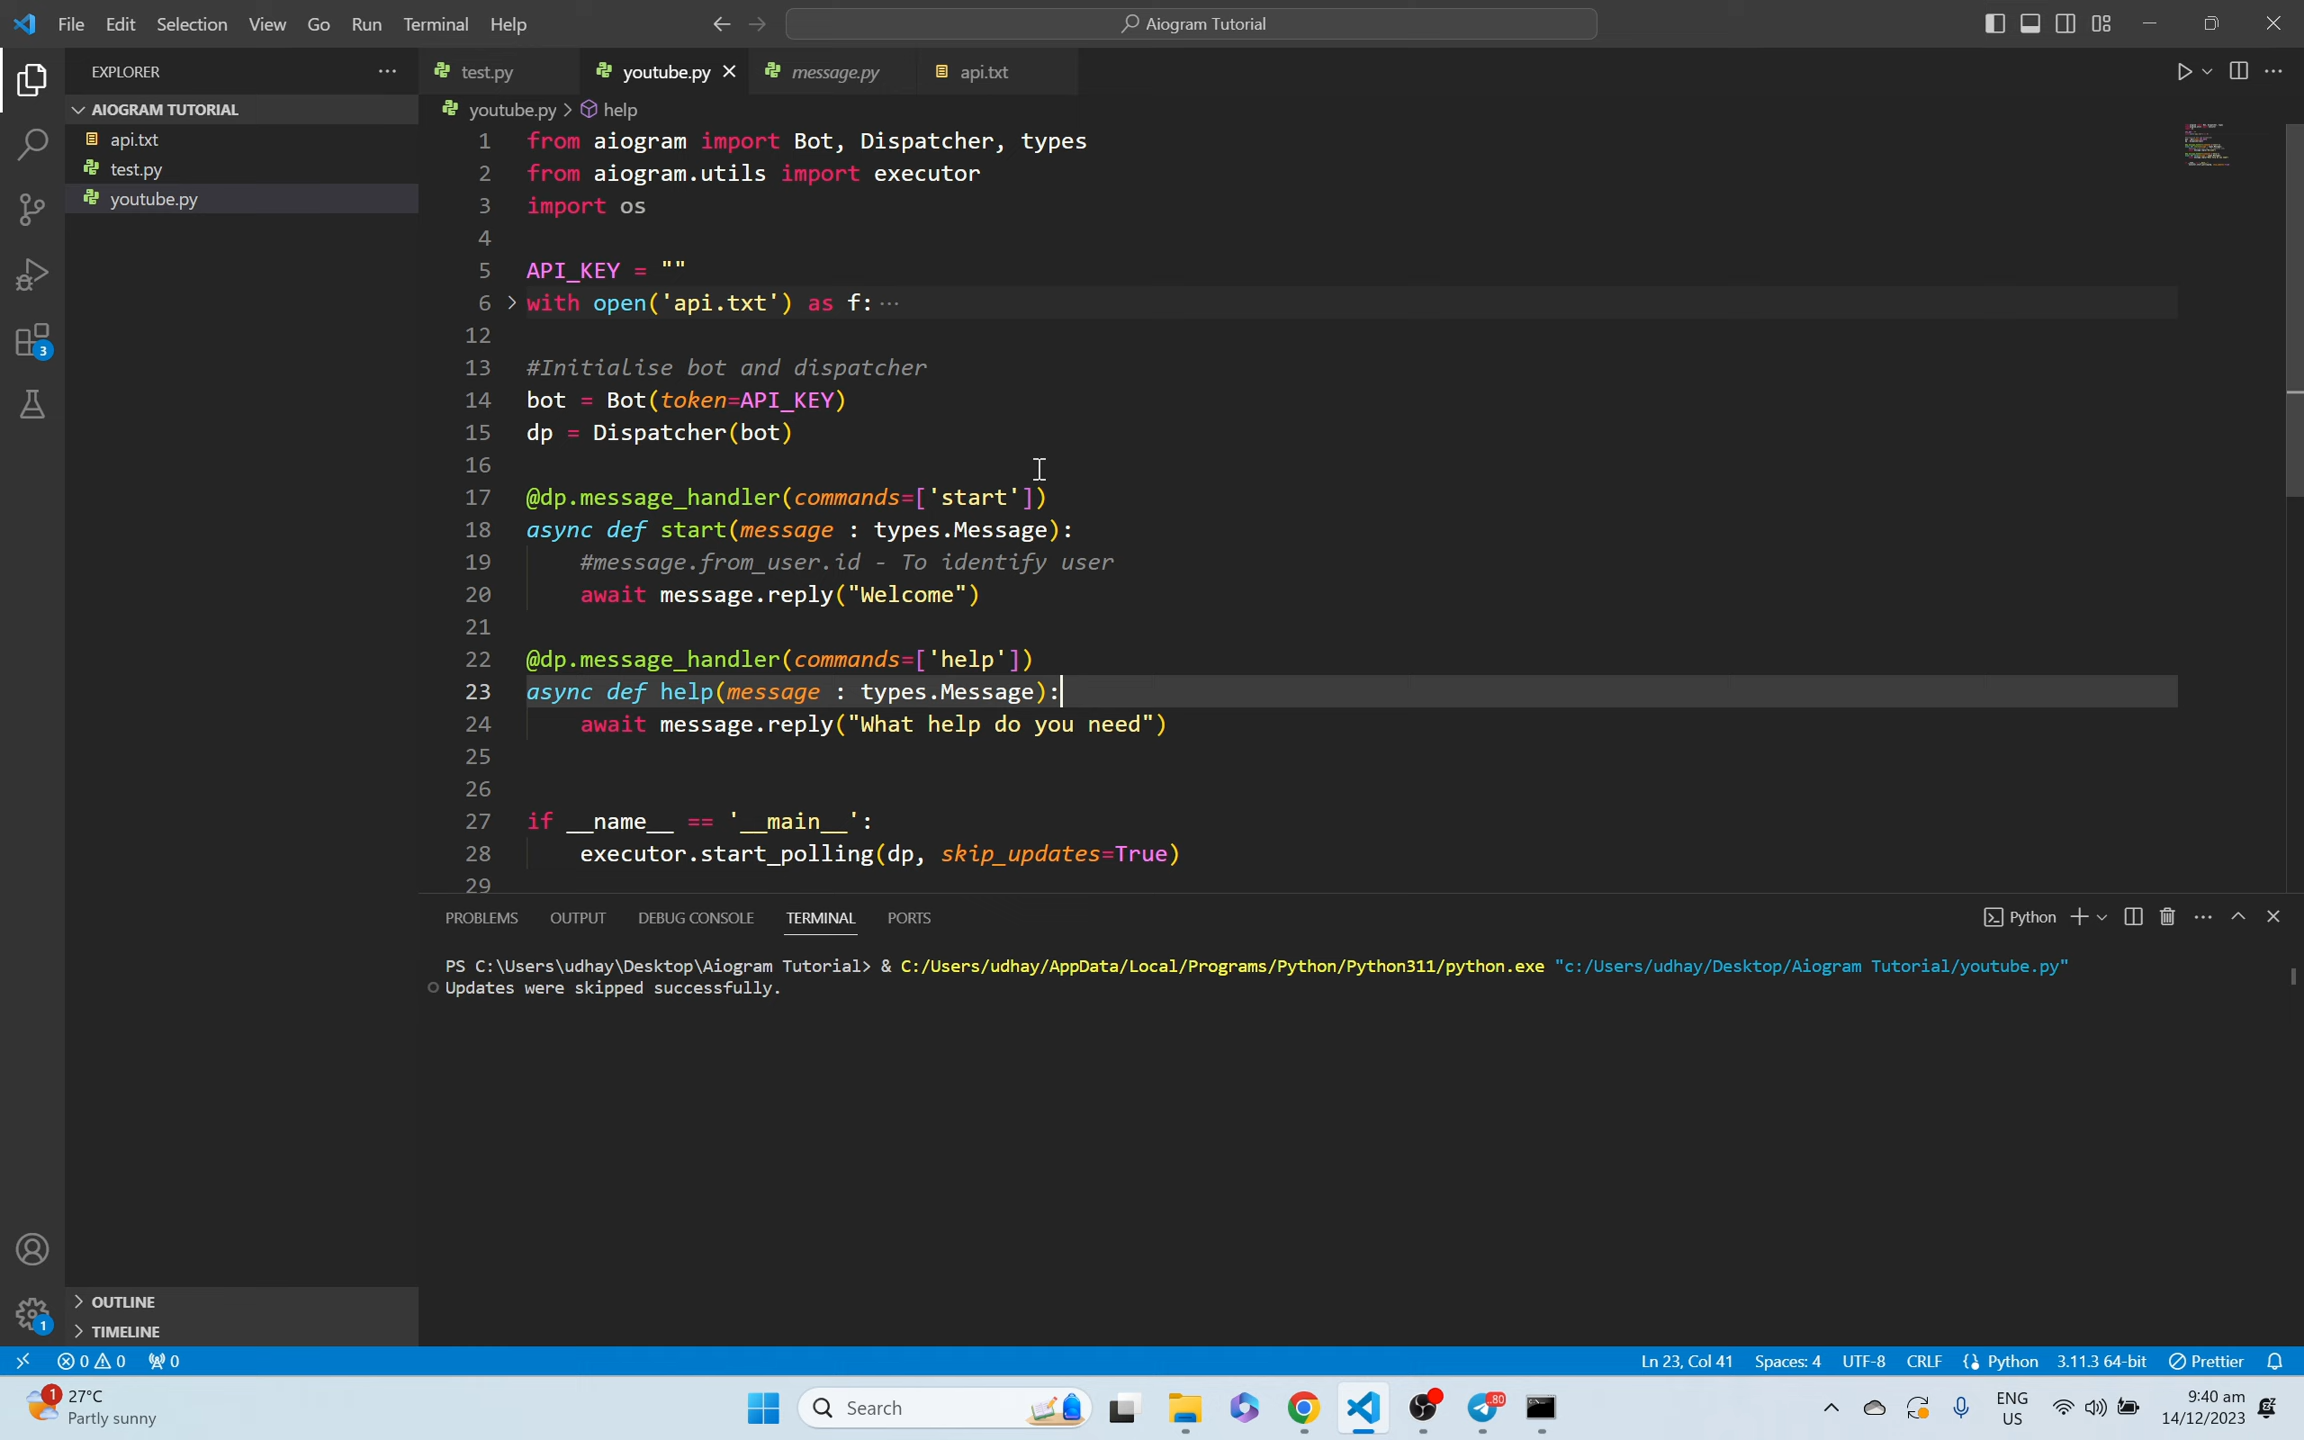 File Edit Selection View Go Run Terminal Help
Aiogram Tutorial
EXPLORER
AIOGRAM TUTORIAL
api.txt
test.py
youtube.py
test.py
youtube.py
message.py
api.txt
youtube.py > help
1 from aiogram import Bot, Dispatcher, types
2 from aiogram.utils import executor
3 import os
4
5 API_KEY = ""
6 with open('api.txt') as f: ...
12
13 #Initialise bot and dispatcher
14 bot = Bot(token=API_KEY)
15 dp = Dispatcher(bot)
16
17 @dp.message_handler(commands=['start'])
18 async def start(message : types.Message):
19 #message.from_user.id - To identify user
20 await message.reply("Welcome")
21
22 @dp.message_handler(commands=['help'])
23 async def help(message : types.Message):
24 await message.reply("What help do you need")
25
26
27 if __name__ == '__main__':
28 executor.start_polling(dp, skip_updates=True)
29
3
PROBLEMS OUTPUT DEBUG CONSOLE TERMINAL PORTS
Python
PS C:\Users\udhay\Desktop\Aiogram Tutorial> & C:/Users/udhay/AppData/Local/Programs/Python/Python311/python.exe "c:/Users/udhay/Desktop/Aiogram Tutorial/youtube.py"
Updates were skipped successfully.
OUTLINE
TIMELINE
1
0 0 0
Ln 23, Col 41 Spaces: 4 UTF-8 CRLF Python 3.11.3 64-bit Prettier
1
27°C
Partly sunny
Search
80
ENG
US
9:40 am
14/12/2023